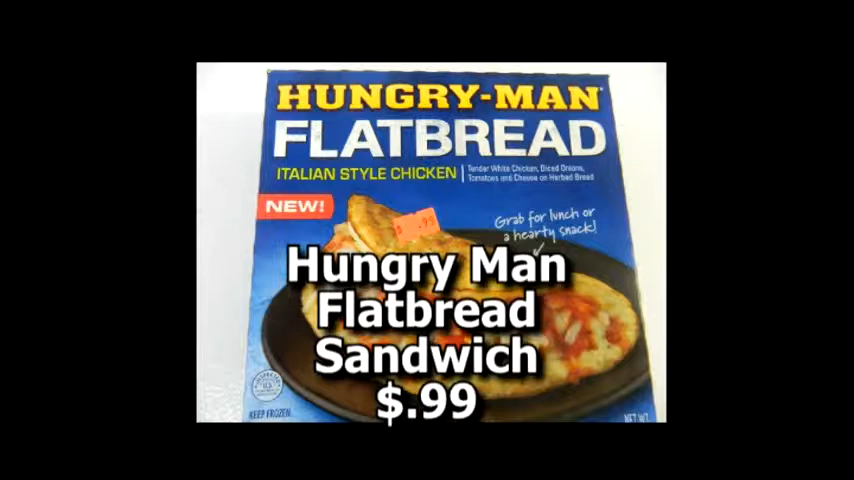 HUNGRY-MAN
FLATBREAD
ITALIAN STYLE CHICKEN
Tender White Chicken, Diced Onions,
Tomatoes and Cheese on Herbed Bread
NEW!
$ .99
Grab for lunch or
a hearty snack!
Hungry Man
Flatbread
Sandwich
$.99
KEEP FROZEN
NET WT